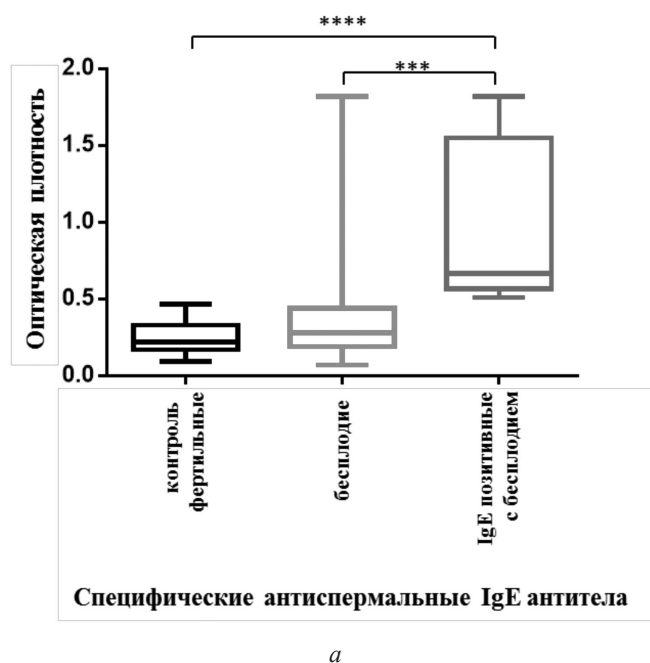 ****
***
Оптическая плотность
2.0
1.5
1.0
0.5
0.0
контроль
фертильные
бесплодие
IgE позитивные
с бесплодием
Специфические антиспермальные IgE антитела
а